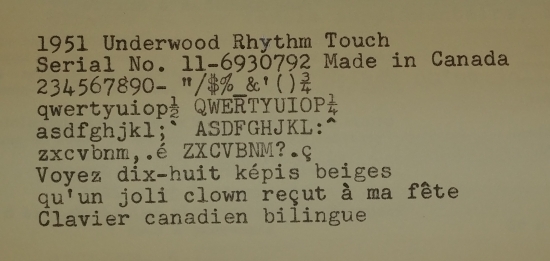 1951 Underwood Rhythm Touch
Serial No. 11-6930792 Made in Canada
234567890- "/$%_&'()¾
qwertyuiop½ QWERTYUIOP¼
asdfghjkl;` ASDFGHJKL:^
zxcvbnm,.é ZXCVBNM?.ç
Voyez dix-huit képis beiges
qu'un joli clown reçut à ma fête
Clavier canadien bilingue